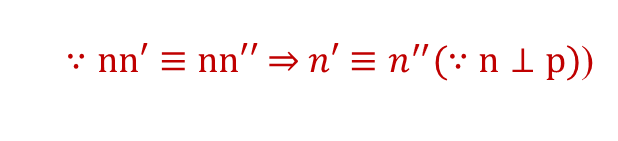 ∵ nn′ ≡ nn′′ ⇒ n′ ≡ n′′(∵ n ⊥ p))